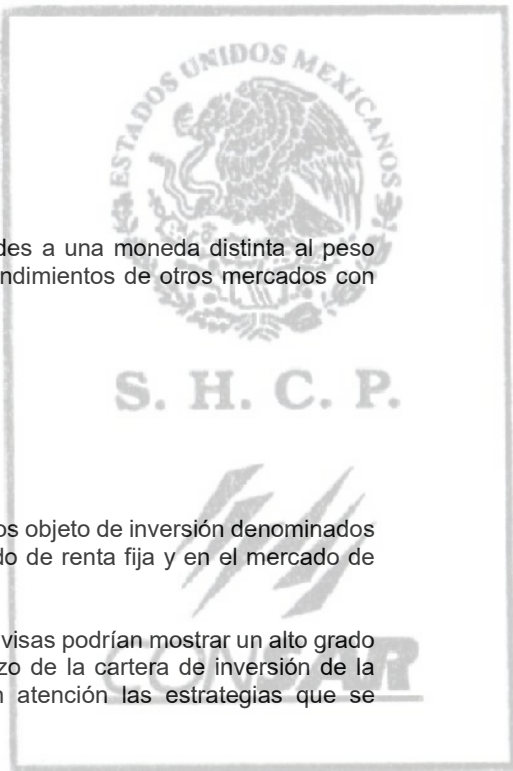 ESTADOS UNIDOS MEXICANOS
des a una moneda distinta al peso
ndimientos de otros mercados con
S. H. C. P.
os objeto de inversión denominados
do de renta fija y en el mercado de
visas podrían mostrar un alto grado
zo de la cartera de inversión de la
CONSAR
n atención las estrategias que se